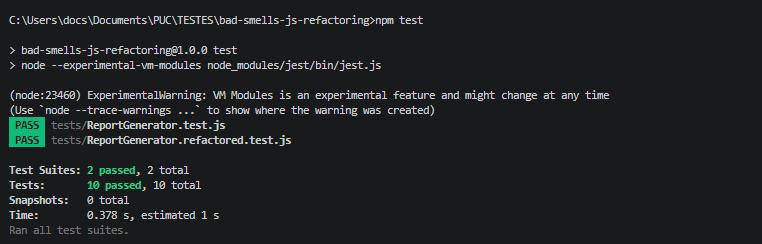 C:\Users\docs\Documents\PUC\TESTES\bad-smells-js-refactoring>npm test
> bad-smells-js-refactoring@1.0.0 test
> node --experimental-vm-modules node_modules/jest/bin/jest.js
(node:23460) ExperimentalWarning: VM Modules is an experimental feature and might change at any time
(Use `node --trace-warnings ...` to show where the warning was created)
PASS tests/ReportGenerator.test.js
PASS tests/ReportGenerator.refactored.test.js
Test Suites: 2 passed, 2 total
Tests: 10 passed, 10 total
Snapshots: 0 total
Time: 0.378 s, estimated 1 s
Ran all test suites.